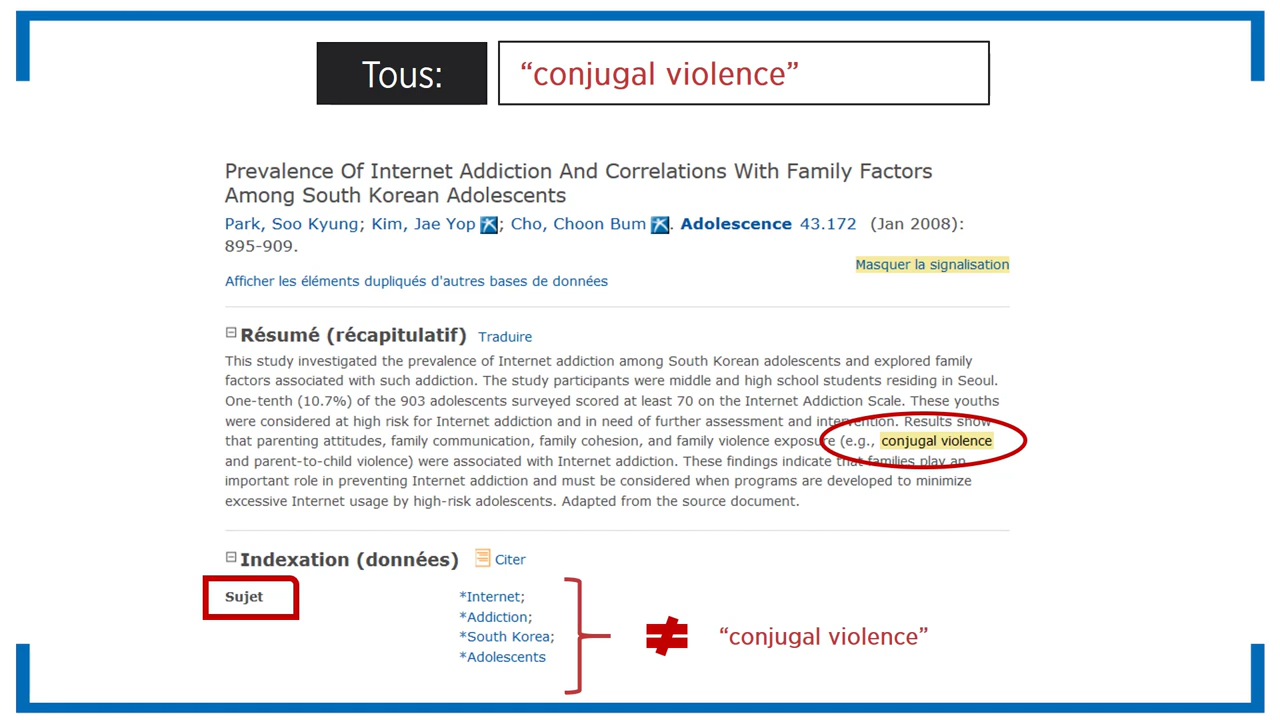 Tous: “conjugal violence”
Prevalence Of Internet Addiction And Correlations With Family Factors
Among South Korean Adolescents
Park, Soo Kyung; Kim, Jae Yop ; Cho, Choon Bum . Adolescence 43.172 (Jan 2008):
895-909.
Masquer la signalisation
Afficher les éléments dupliqués d'autres bases de données
Résumé (récapitulatif) Traduire
This study investigated the prevalence of Internet addiction among South Korean adolescents and explored family
factors associated with such addiction. The study participants were middle and high school students residing in Seoul.
One-tenth (10.7%) of the 903 adolescents surveyed scored at least 70 on the Internet Addiction Scale. These youths
were considered at high risk for Internet addiction and in need of further assessment and intervention. Results show
that parenting attitudes, family communication, family cohesion, and family violence exposure (e.g., conjugal violence
and parent-to-child violence) were associated with Internet addiction. These findings indicate that families play an
important role in preventing Internet addiction and must be considered when programs are developed to minimize
excessive Internet usage by high-risk adolescents. Adapted from the source document.
Indexation (données) Citer
Sujet *Internet;
*Addiction;
*South Korea; ≠ “conjugal violence”
*Adolescents